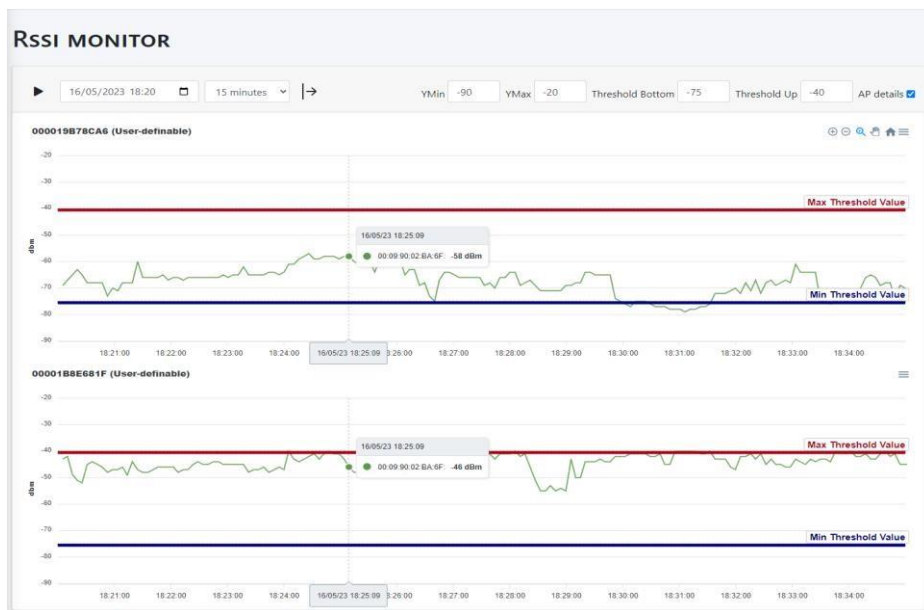 RSSI MONITOR
16/05/2023 18:20 15 minutes YMin -90 YMax -20 Threshold Bottom -75 Threshold Up -40 AP details
000019B78CA6 (User-definable)
-20
-30
-40
-50
-60
-70
-80
-90
dbm
Max Threshold Value
16/05/23 18:25:09
00:09:90:02:BA:6F: -58 dBm
Min Threshold Value
18:21:00 18:22:00 18:23:00 18:24:00 16/05/23 18:25:09 8:26:00 18:27:00 18:28:00 18:29:00 18:30:00 18:31:00 18:32:00 18:33:00 18:34:00
00001B8E681F (User-definable)
-20
-30
-40
-50
-60
-70
-80
-90
dbm
Max Threshold Value
16/05/23 18:25:09
00:09:90:02:BA:6F: -46 dBm
Min Threshold Value
18:21:00 18:22:00 18:23:00 18:24:00 16/05/23 18:25:09 8:26:00 18:27:00 18:28:00 18:29:00 18:30:00 18:31:00 18:32:00 18:33:00 18:34:00